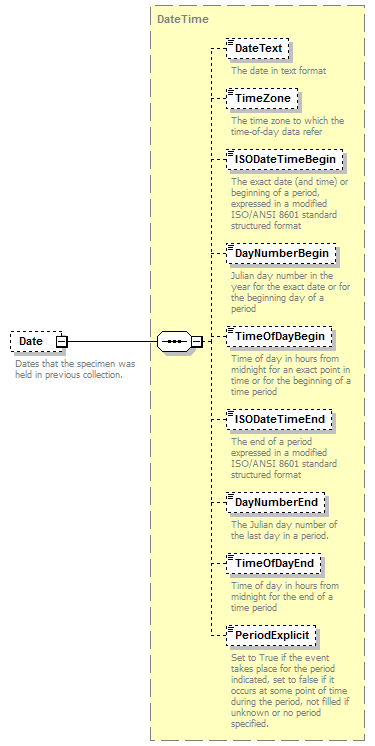 DateTime
DateText
The date in text format
TimeZone
The time zone to which the
time-of-day data refer
ISODateTimeBegin
The exact date (and time) or
beginning of a period,
expressed in a modified
ISO/ANSI 8601 standard
structured format
DayNumberBegin
Julian day number in the
year for the exact date or for
the beginning day of a
period
Date
Dates that the specimen was
held in previous collection.
TimeOfDayBegin
Time of day in hours from
midnight for an exact point in
time or for the beginning of a
time period
ISODateTimeEnd
The end of a period
expressed in a modified
ISO/ANSI 8601 standard
structured format
DayNumberEnd
The Julian day number of
the last day in a period.
TimeOfDayEnd
Time of day in hours from
midnight for the end of a
time period
PeriodExplicit
Set to True if the event
takes place for the period
indicated, set to false if it
occurs at some point of time
during the period, not filled if
unknown or no period
specified.